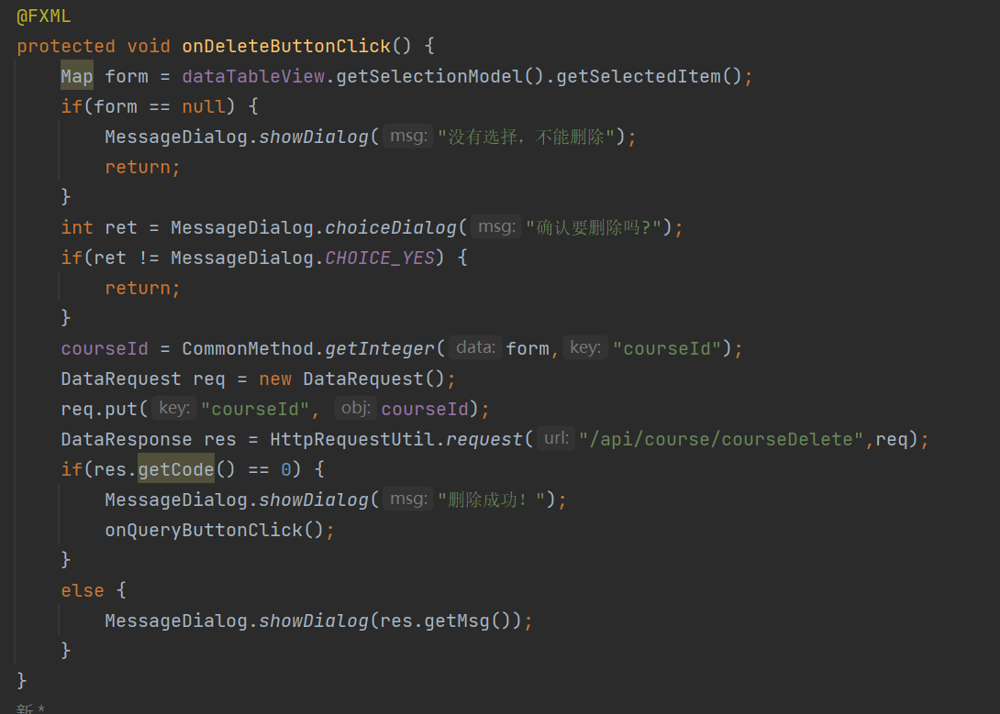 @FXML
protected void onDeleteButtonClick() {
    Map form = dataTableView.getSelectionModel().getSelectedItem();
    if(form == null) {
        MessageDialog.showDialog( msg: "没有选择，不能删除");
        return;
    }
    int ret = MessageDialog.choiceDialog( msg: "确认要删除吗?");
    if(ret != MessageDialog.CHOICE_YES) {
        return;
    }
    courseId = CommonMethod.getInteger( data: form, key: "courseId");
    DataRequest req = new DataRequest();
    req.put( key: "courseId", obj: courseId);
    DataResponse res = HttpRequestUtil.request( url: "/api/course/courseDelete",req);
    if(res.getCode() == 0) {
        MessageDialog.showDialog( msg: "删除成功！");
        onQueryButtonClick();
    }
    else {
        MessageDialog.showDialog(res.getMsg());
    }
}
新 *